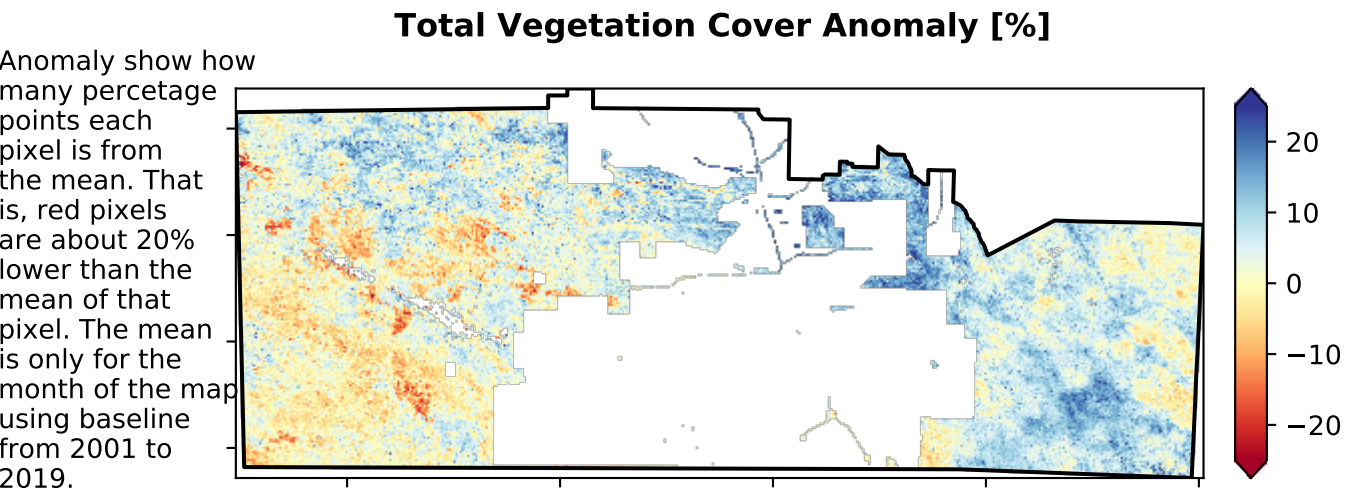 Total Vegetation Cover Anomaly [%]
Anomaly show how
many percetage
points each
pixel is from
the mean. That
is, red pixels
are about 20%
lower than the
mean of that
pixel. The mean
is only for the
month of the map
using baseline
from 2001 to
2019.
20
10
0
−10
−20